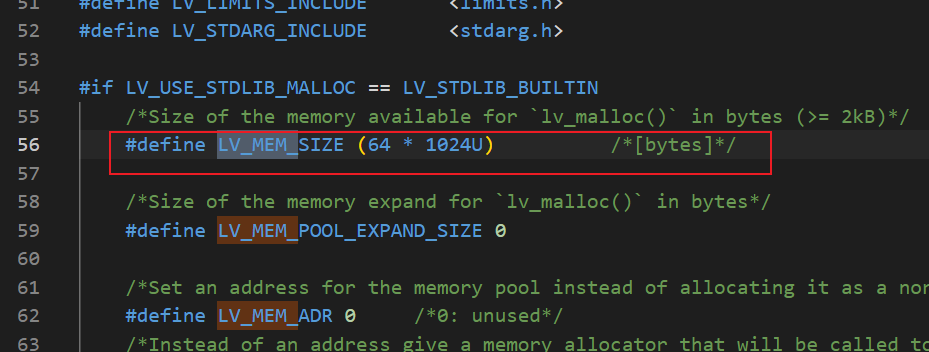 51 #define LV_LIMITS_INCLUDE <limits.h>
52 #define LV_STDARG_INCLUDE <stdarg.h>
53
54 #if LV_USE_STDLIB_MALLOC == LV_STDLIB_BUILTIN
55 /*Size of the memory available for `lv_malloc()` in bytes (>= 2kB)*/
56 #define LV_MEM_SIZE (64 * 1024U) /*[bytes]*/
57
58 /*Size of the memory expand for `lv_malloc()` in bytes*/
59 #define LV_MEM_POOL_EXPAND_SIZE 0
60
61 /*Set an address for the memory pool instead of allocating it as a nor
62 #define LV_MEM_ADR 0 /*0: unused*/
63 /*Instead of an address give a memory allocator that will be called to